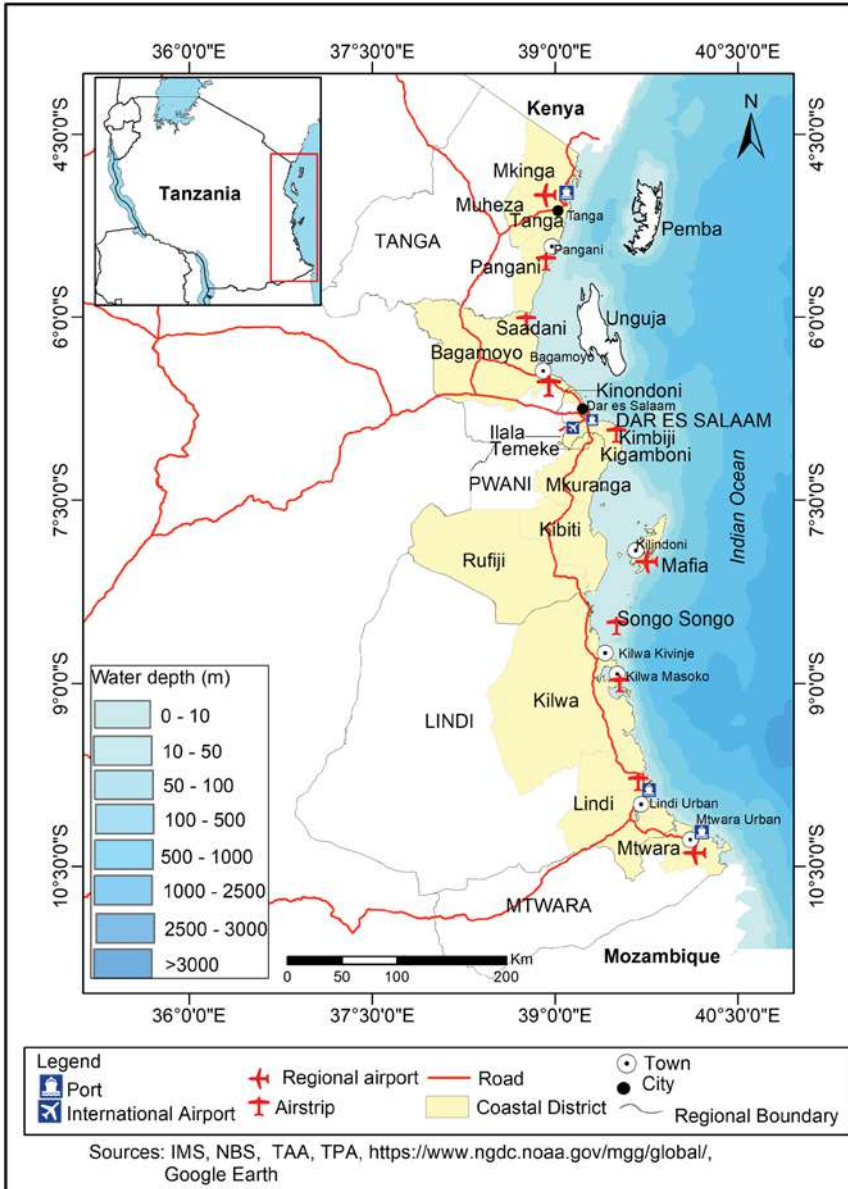 36°0'0"E 37°30'0"E 39°0'0"E 40°30'0"E
4°30'0"S
6°0'0"S
7°30'0"S
9°0'0"S
10°30'0"S
Tanzania
Kenya
N
Mkinga
Muheza
Tanga
Tanga
TANGA
Pemba
Pangani
Pangani
Saadani
Unguja
Bagamoyo
Bagamoyo
Kinondoni
Dar es Salaam
DAR ES SALAAM
Ilala
Kimbiji
Temeke
Kigamboni
PWANI
Mkuranga
Kibiti
Indian Ocean
Rufiji
Kilindoni
Mafia
Songo Songo
Kilwa Kivinje
Kilwa Masoko
Kilwa
LINDI
Lindi
Lindi Urban
Mtwara Urban
Mtwara
MTWARA
Mozambique
Water depth (m)
0 - 10
10 - 50
50 - 100
100 - 500
500 - 1000
1000 - 2500
2500 - 3000
>3000
Km
0 50 100 200
4°30'0"S
6°0'0"S
7°30'0"S
9°0'0"S
10°30'0"S
36°0'0"E 37°30'0"E 39°0'0"E 40°30'0"E
Legend
Port
International Airport
Regional airport
Airstrip
Road
Coastal District
Town
City
Regional Boundary
Sources: IMS, NBS, TAA, TPA, https://www.ngdc.noaa.gov/mgg/global/,
Google Earth